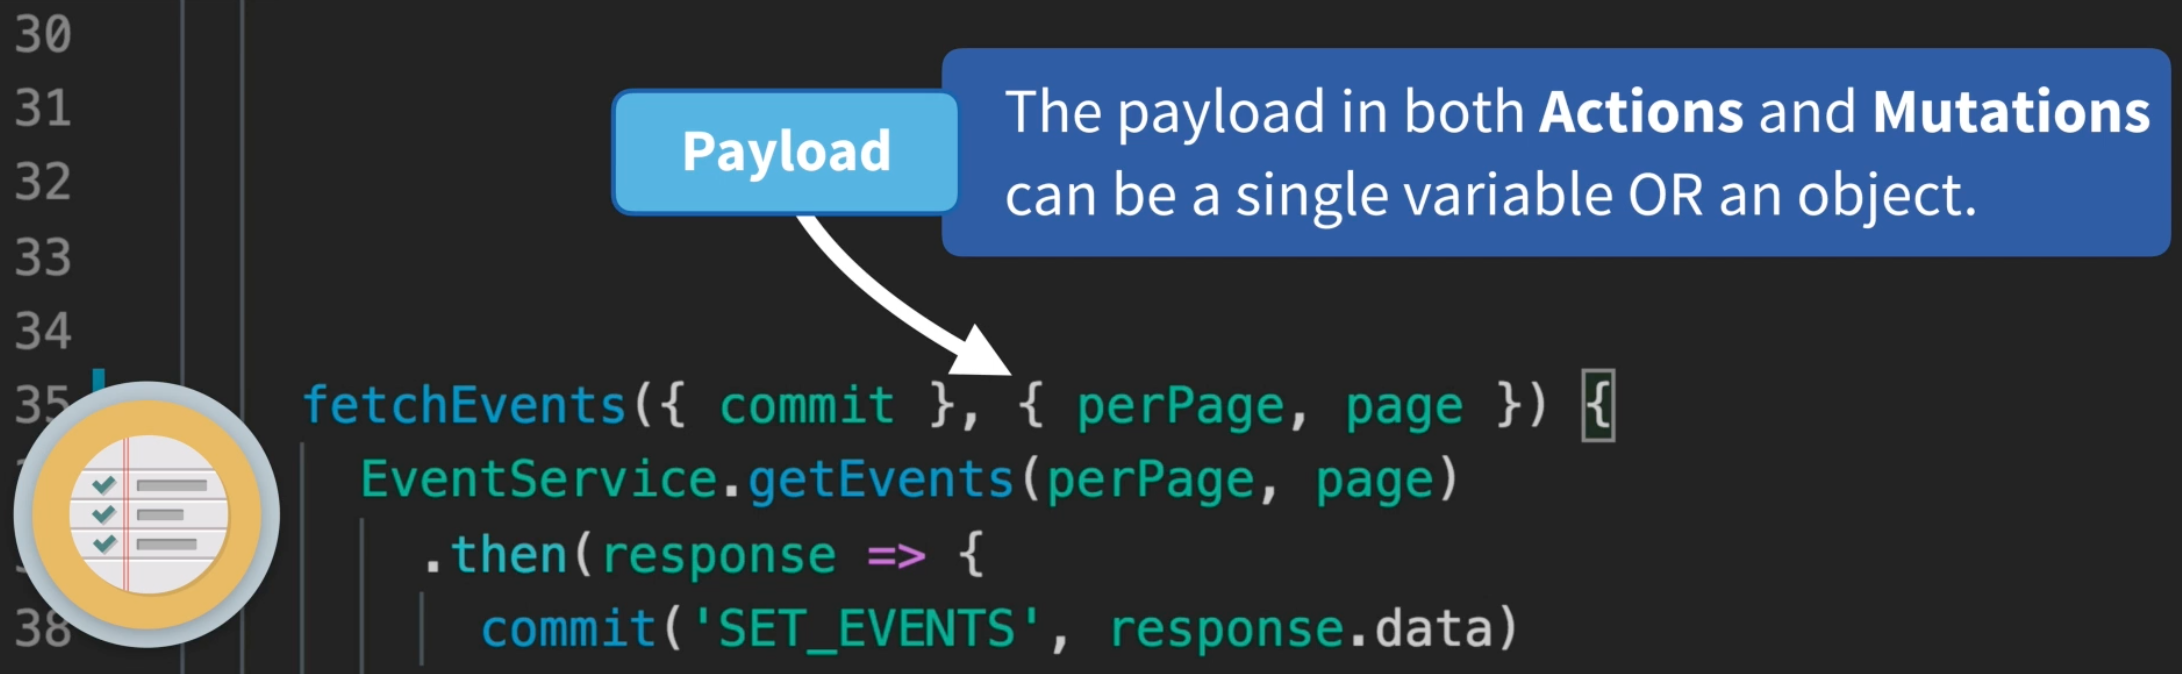 30
31
Payload
The payload in both Actions and Mutations
can be a single variable OR an object.
32
33
34
35 fetchEvents({ commit }, { perPage, page }) {
EventService.getEvents(perPage, page)
.then(response => {
38 commit('SET_EVENTS', response.data)